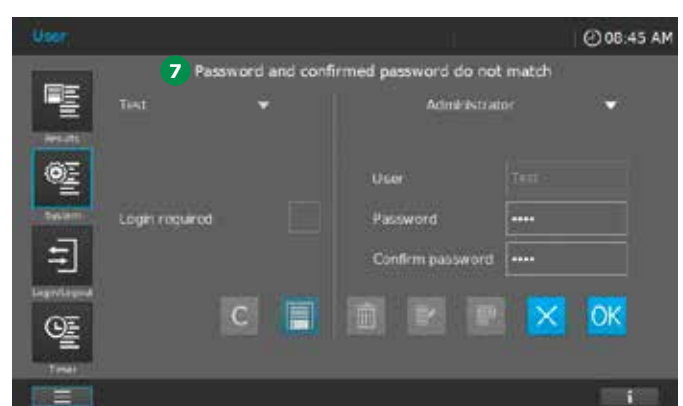 User
08:45 AM
7 Password and confirmed password do not match
Test
Administrator
Results
User
Test
System
Login required
Password
••••
Confirm password
••••
Login/Logout
C
OK
Timer
i